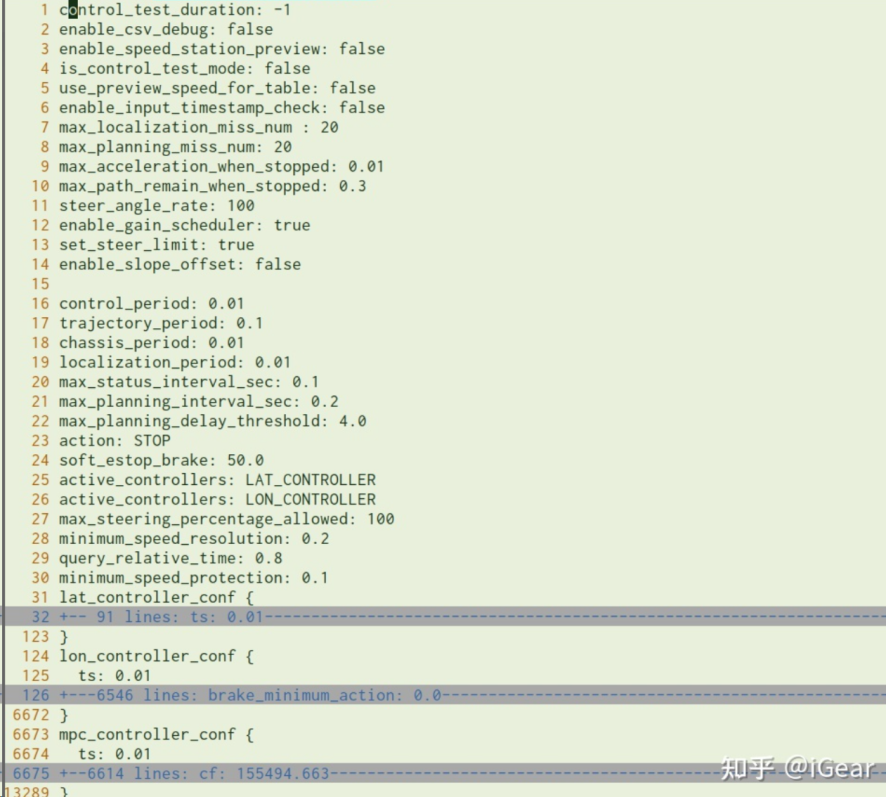 1 control_test_duration: -1
2 enable_csv_debug: false
3 enable_speed_station_preview: false
4 is_control_test_mode: false
5 use_preview_speed_for_table: false
6 enable_input_timestamp_check: false
7 max_localization_miss_num : 20
8 max_planning_miss_num: 20
9 max_acceleration_when_stopped: 0.01
10 max_path_remain_when_stopped: 0.3
11 steer_angle_rate: 100
12 enable_gain_scheduler: true
13 set_steer_limit: true
14 enable_slope_offset: false
15
16 control_period: 0.01
17 trajectory_period: 0.1
18 chassis_period: 0.01
19 localization_period: 0.01
20 max_status_interval_sec: 0.1
21 max_planning_interval_sec: 0.2
22 max_planning_delay_threshold: 4.0
23 action: STOP
24 soft_estop_brake: 50.0
25 active_controllers: LAT_CONTROLLER
26 active_controllers: LON_CONTROLLER
27 max_steering_percentage_allowed: 100
28 minimum_speed_resolution: 0.2
29 query_relative_time: 0.8
30 minimum_speed_protection: 0.1
31 lat_controller_conf {
32 +-- 91 lines: ts: 0.01--------------------------------------------------------------
123 }
124 lon_controller_conf {
125   ts: 0.01
126 +---6546 lines: brake_minimum_action: 0.0-------------------------------------------
6672 }
6673 mpc_controller_conf {
6674   ts: 0.01
6675 +--6614 lines: cf: 155494.663-------------------------------------------------------
13289 }
知乎 @iGear